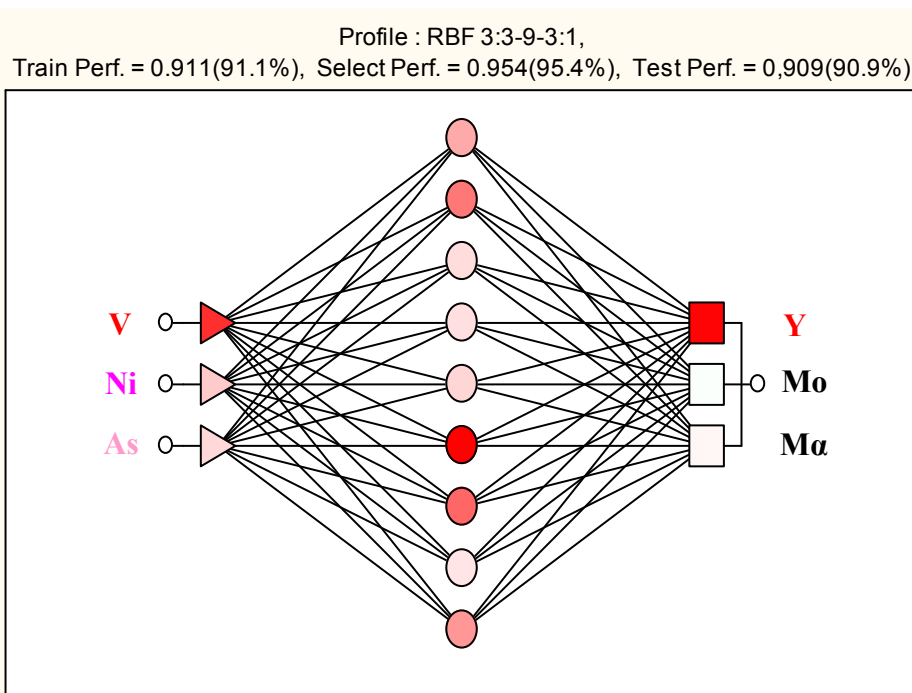 Profile : RBF 3:3-9-3:1,
Train Perf. = 0.911(91.1%), Select Perf. = 0.954(95.4%), Test Perf. = 0,909(90.9%)
V
Y
Ni
Mo
As
Mα